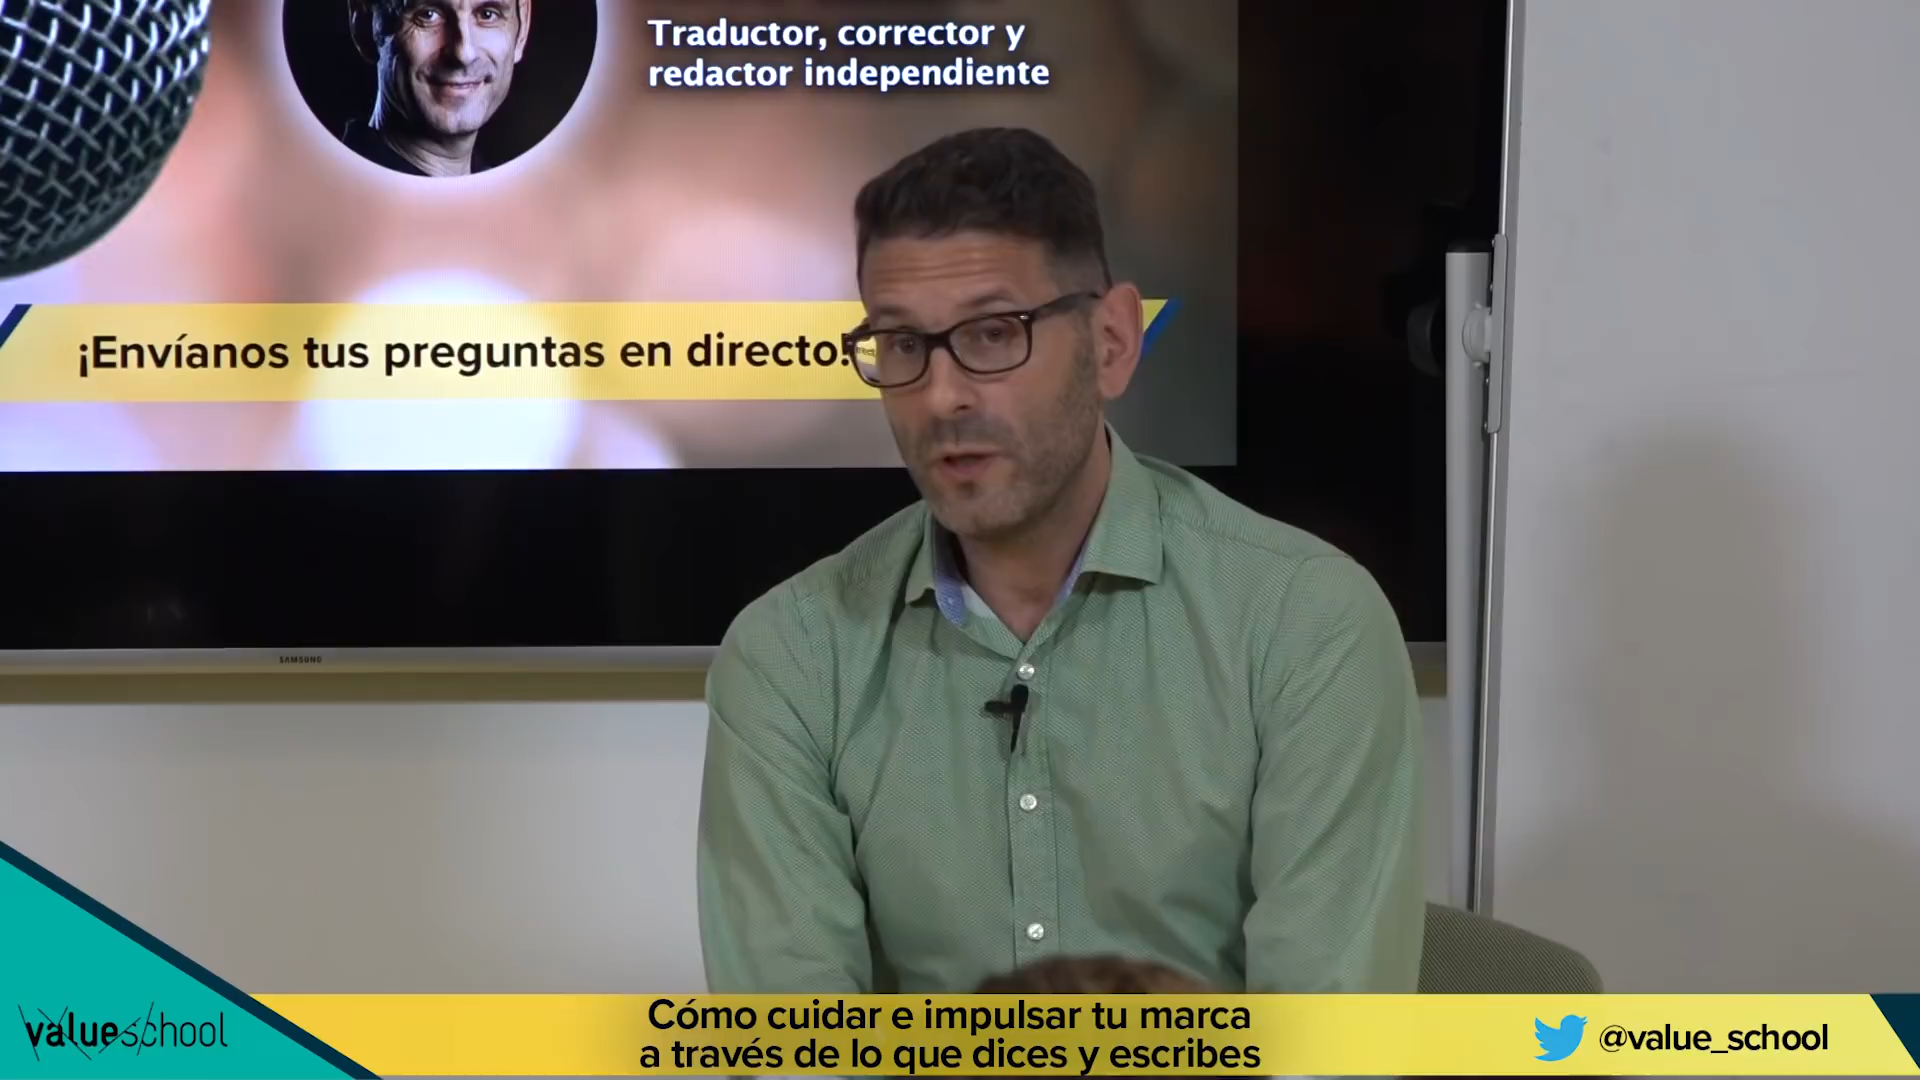 Traductor, corrector y
redactor independiente
¡Envíanos tus preguntas en directo!
SAMSUNG
valueschool
Cómo cuidar e impulsar tu marca
a través de lo que dices y escribes
@value_school